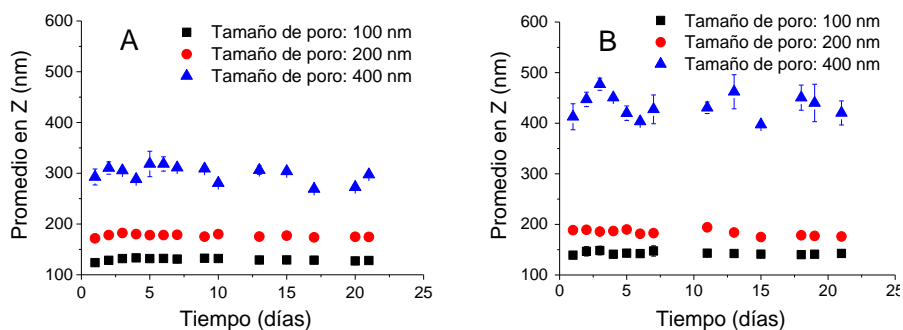 A
Tamaño de poro: 100 nm
Tamaño de poro: 200 nm
Tamaño de poro: 400 nm
Promedio en Z (nm)
600
500
400
300
200
100
0
5
10
15
20
25
Tiempo (días)
B
Tamaño de poro: 100 nm
Tamaño de poro: 200 nm
Tamaño de poro: 400 nm
Promedio en Z (nm)
600
500
400
300
200
100
0
5
10
15
20
25
Tiempo (días)